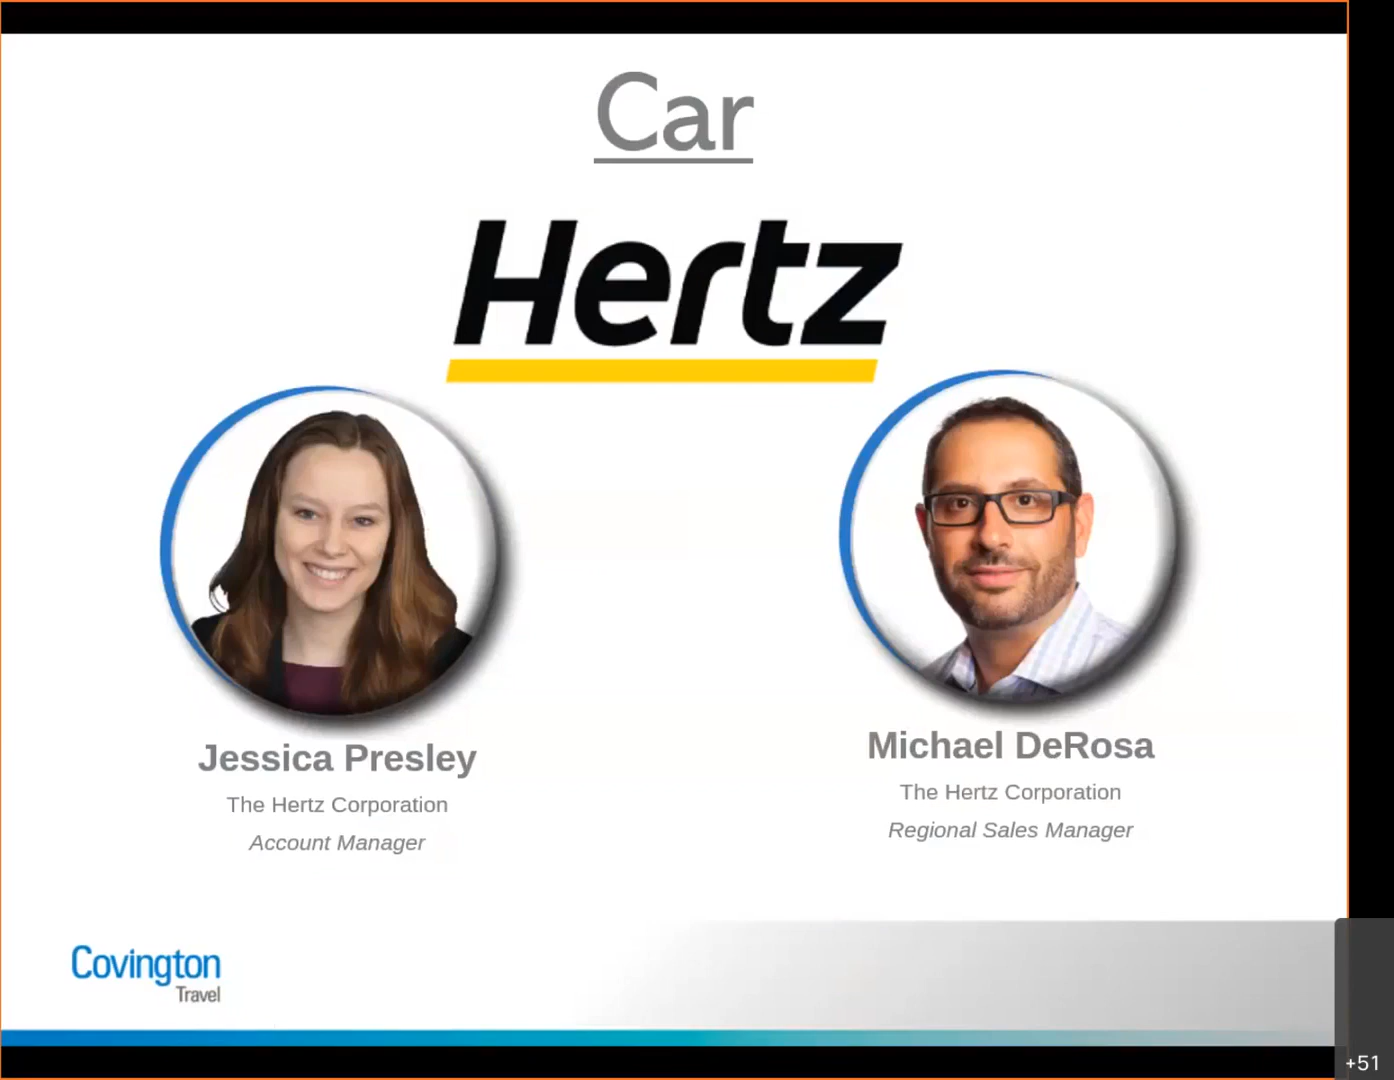 Car
Hertz
Jessica Presley
The Hertz Corporation
Account Manager
Michael DeRosa
The Hertz Corporation
Regional Sales Manager
Covington
Travel
+51